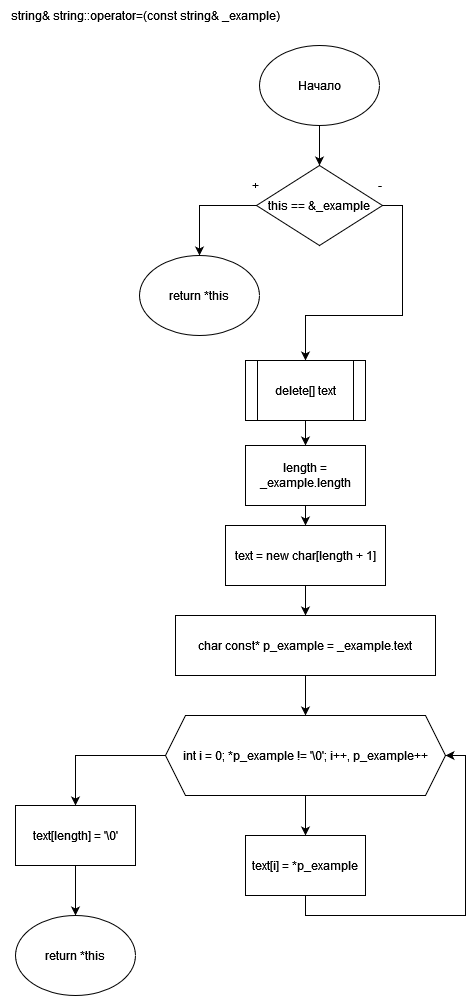 string& string::operator=(const string& _example)
Начало
+
-
this == &_example
return *this
delete[] text
length =
_example.length
text = new char[length + 1]
char const* p_example = _example.text
int i = 0; *p_example != '\0'; i++, p_example++
text[length] = '\0'
text[i] = *p_example
return *this